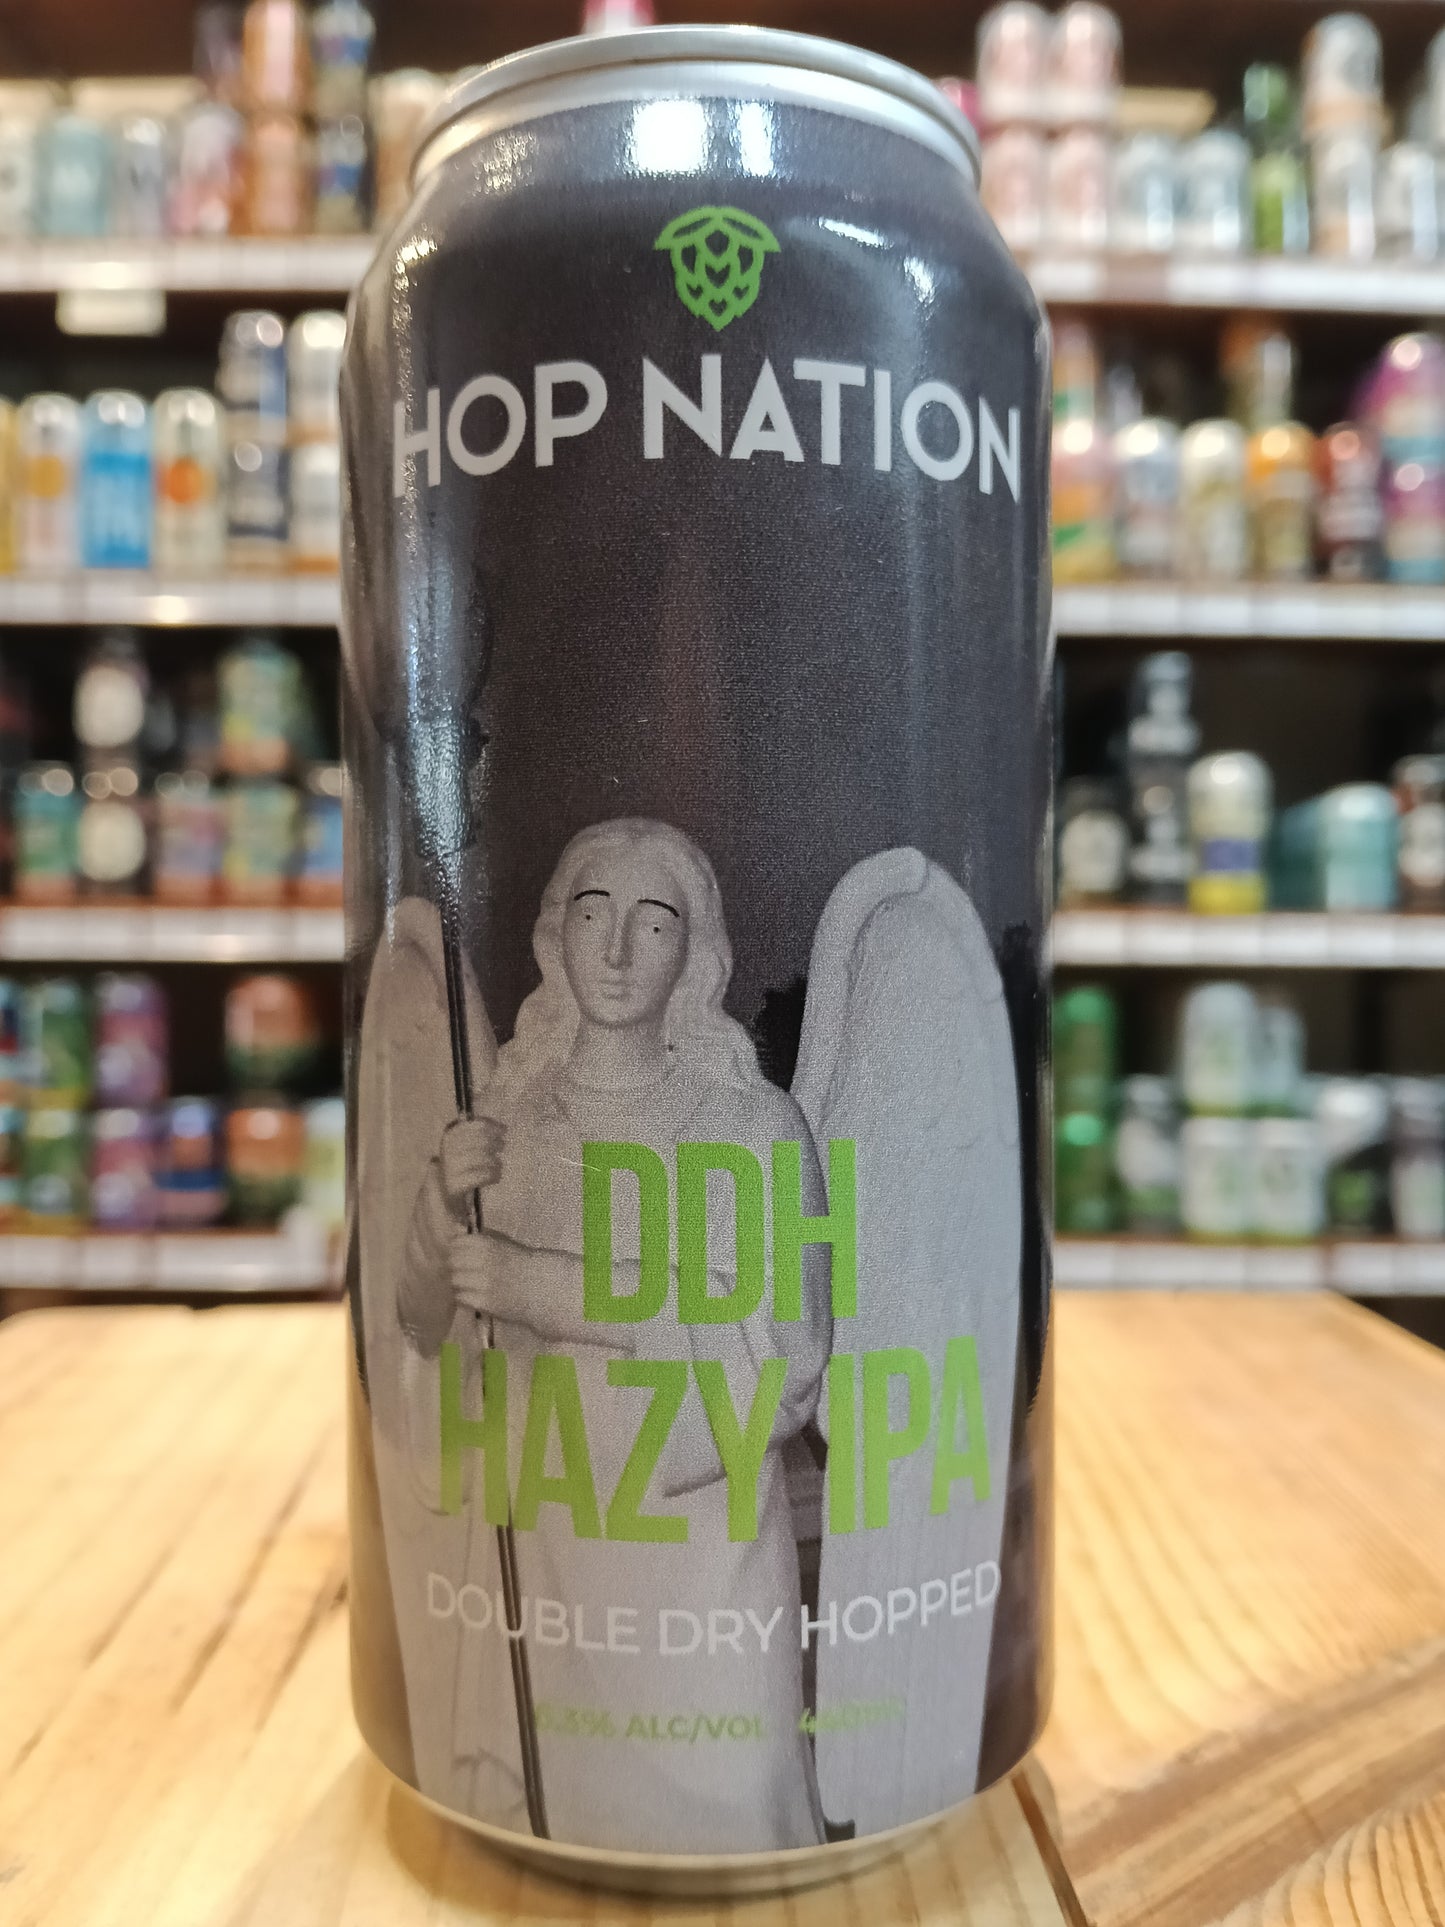 HOP NATION
DDH
HAZY IPA
DOUBLE DRY HOPPED
ALC/VOL